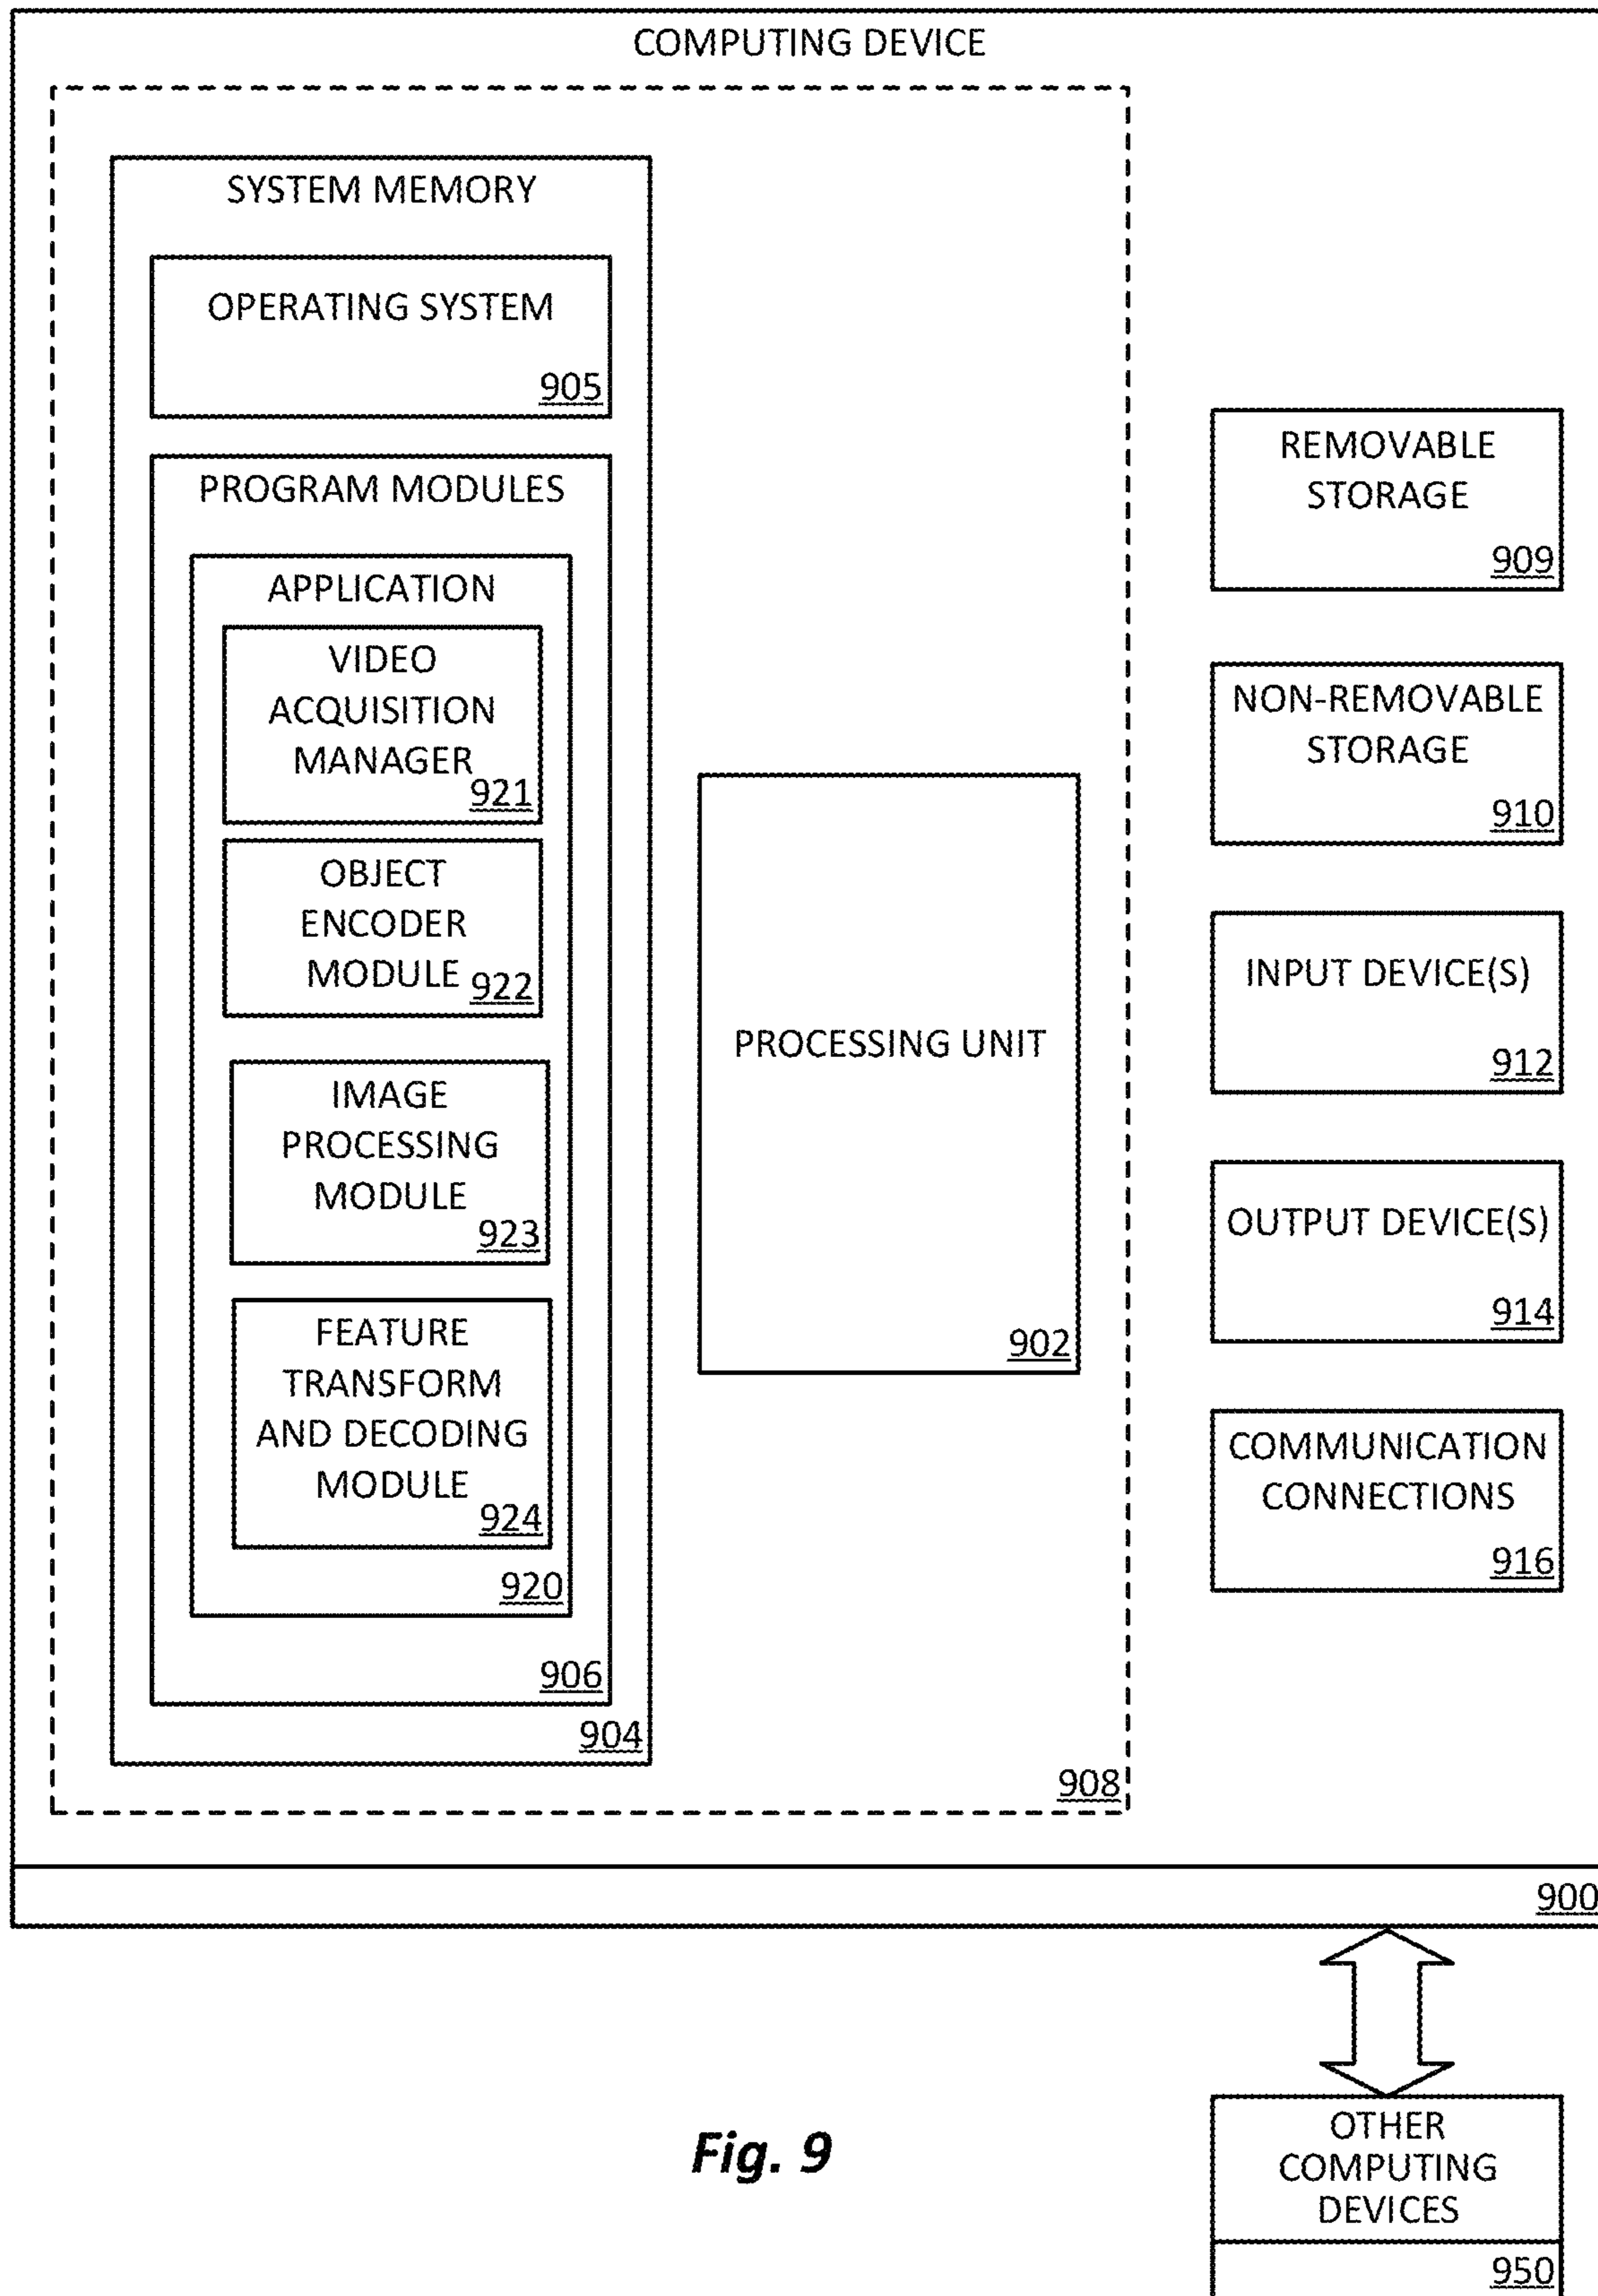 COMPUTING DEVICE
SYSTEM MEMORY
OPERATING SYSTEM
905
PROGRAM MODULES
APPLICATION
VIDEO
ACQUISITION
MANAGER
921
OBJECT
ENCODER
MODULE
922
IMAGE
PROCESSING
MODULE
923
FEATURE
TRANSFORM
AND DECODING
MODULE
924
920
906
904
PROCESSING UNIT
902
908
REMOVABLE
STORAGE
909
NON-REMOVABLE
STORAGE
910
INPUT DEVICE(S)
912
OUTPUT DEVICE(S)
914
COMMUNICATION
CONNECTIONS
916
900
OTHER
COMPUTING
DEVICES
950
Fig. 9